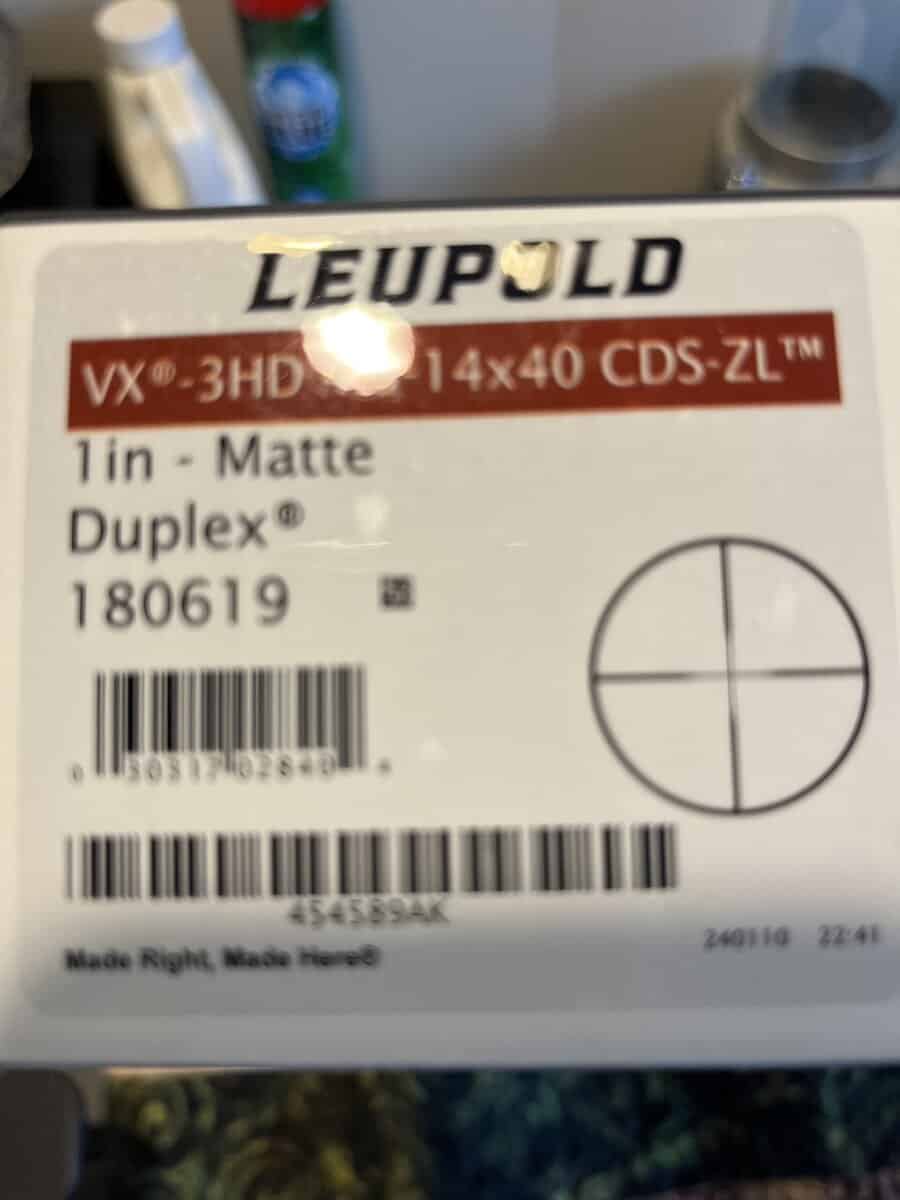 LEUPOLD
VX®-3HD -14x40 CDS-ZL™
1in - Matte
Duplex®
180619
454589AK
240110 22:41
Made Right, Made Here®